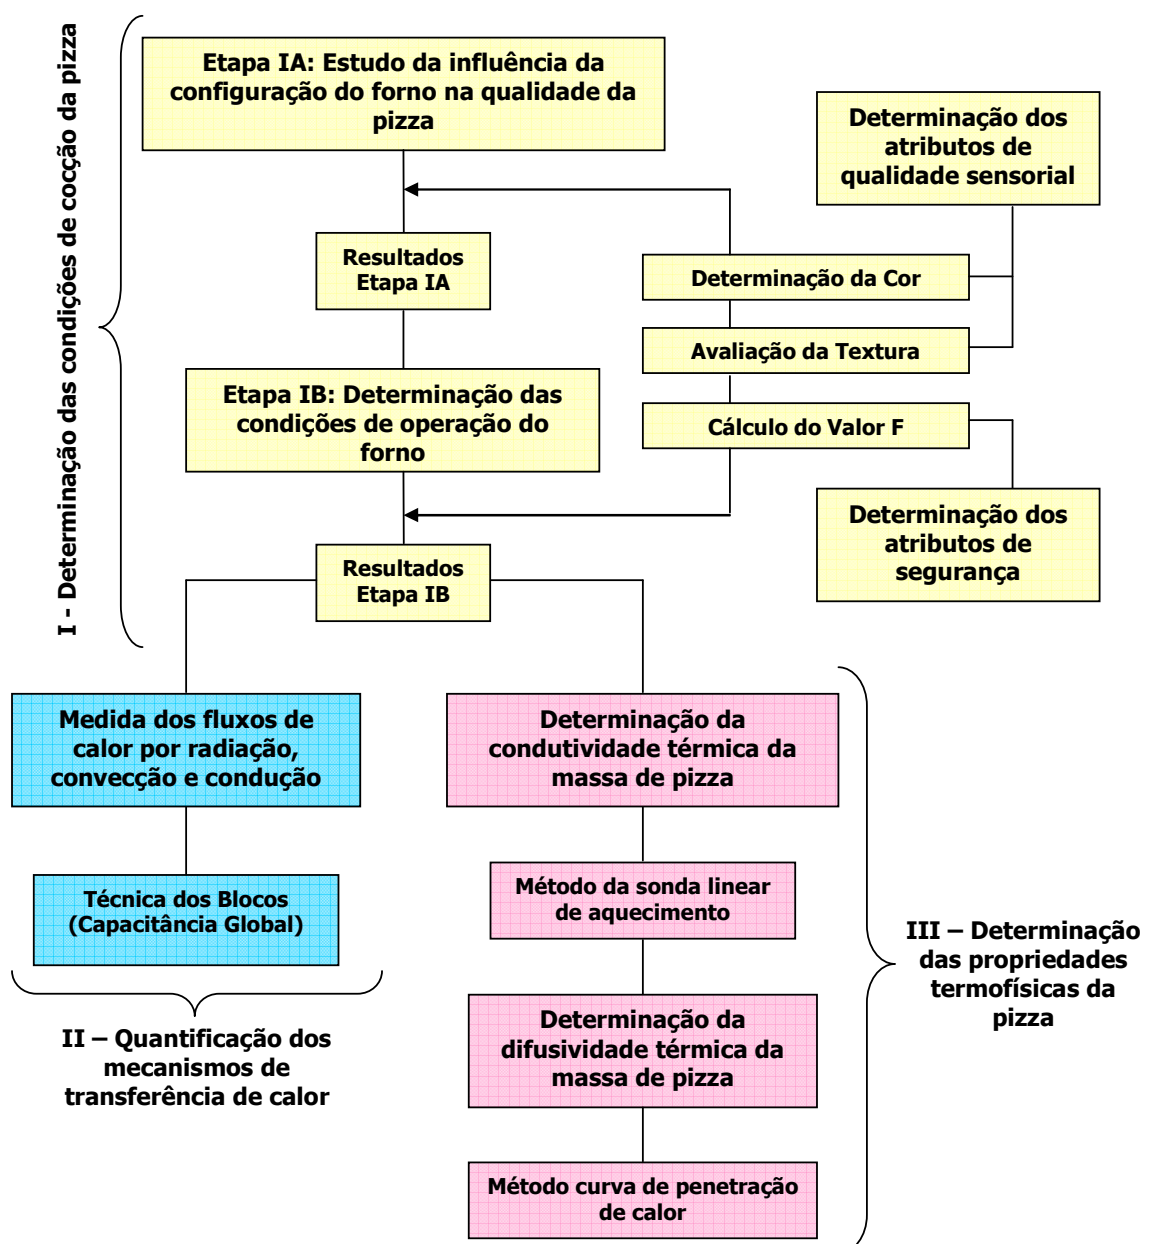 I - Determinação das condições de cocção da pizza
Etapa IA: Estudo da influência da
configuração do forno na qualidade da
pizza
Determinação dos
atributos de
qualidade sensorial
Resultados
Etapa IA
Determinação da Cor
Avaliação da Textura
Etapa IB: Determinação das
condições de operação do
forno
Cálculo do Valor F
Determinação dos
atributos de
segurança
Resultados
Etapa IB
Medida dos fluxos de
calor por radiação,
convecção e condução
Determinação da
condutividade térmica da
massa de pizza
Técnica dos Blocos
(Capacitância Global)
Método da sonda linear
de aquecimento
III – Determinação
das propriedades
termofísicas da
pizza
II – Quantificação dos
mecanismos de
transferência de calor
Determinação da
difusividade térmica da
massa de pizza
Método curva de penetração
de calor